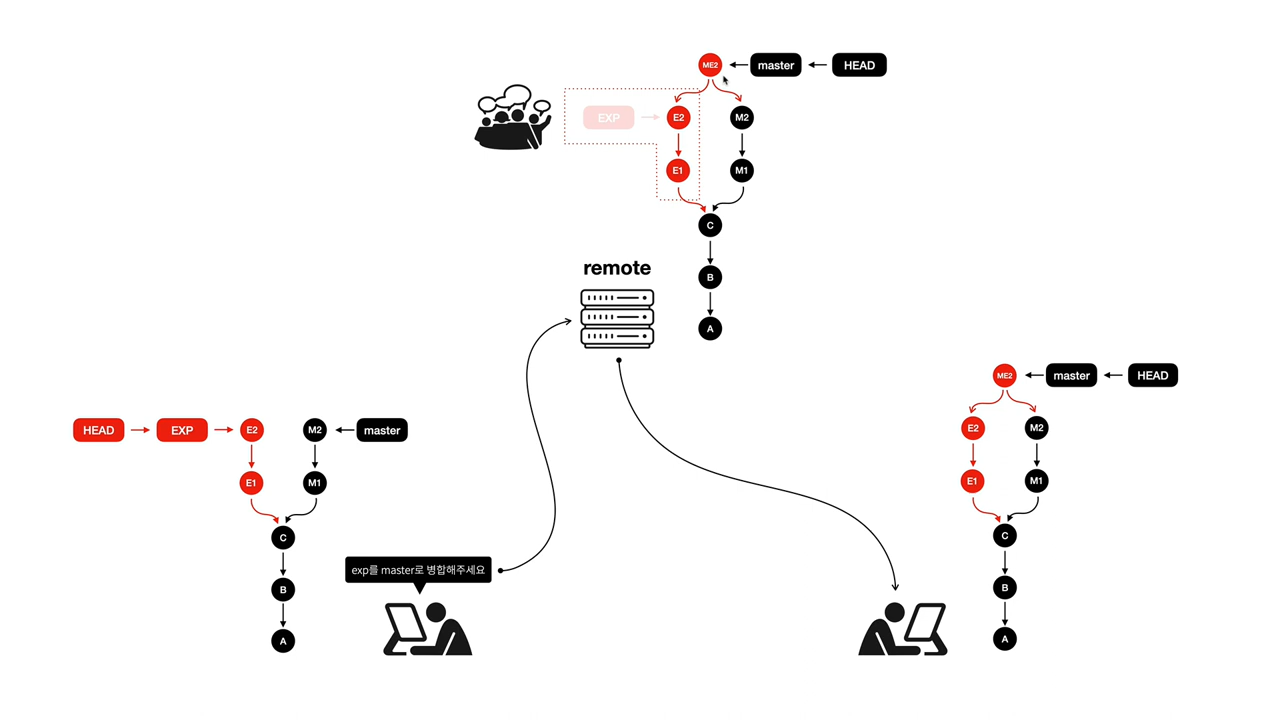 ME2
master
HEAD
EXP
E2
M2
E1
M1
C
B
A
remote
HEAD
EXP
E2
M2
master
E1
M1
C
B
A
exp를 master로 병합해주세요
ME2
master
HEAD
E2
M2
E1
M1
C
B
A